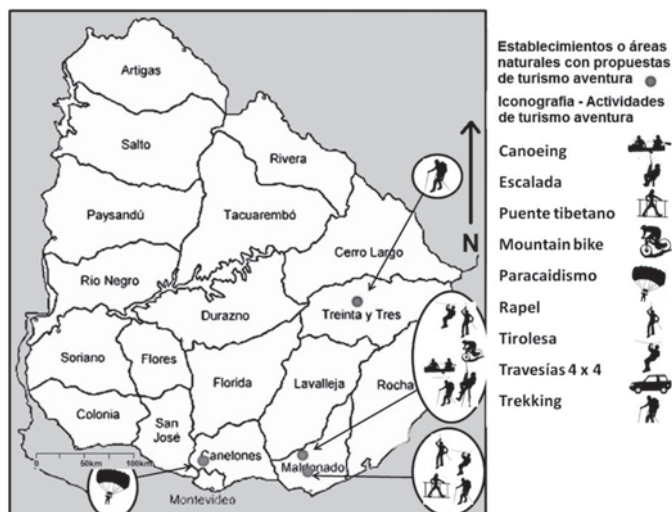 Artigas
Salto
Rivera
Paysandú
Tacuarembó
N
Cerro Largo
Río Negro
Durazno
Treinta y Tres
Soriano
Flores
Florida
Lavalleja
Rocha
Colonia
San
José
Canelones
Maldonado
0 50km 100km
Montevideo
Establecimientos o áreas
naturales con propuestas
de turismo aventura
Iconografia - Actividades
de turismo aventura
Canoeing
Escalada
Puente tibetano
Mountain bike
Paracaidismo
Rapel
Tirolesa
Travesías 4 x 4
Trekking